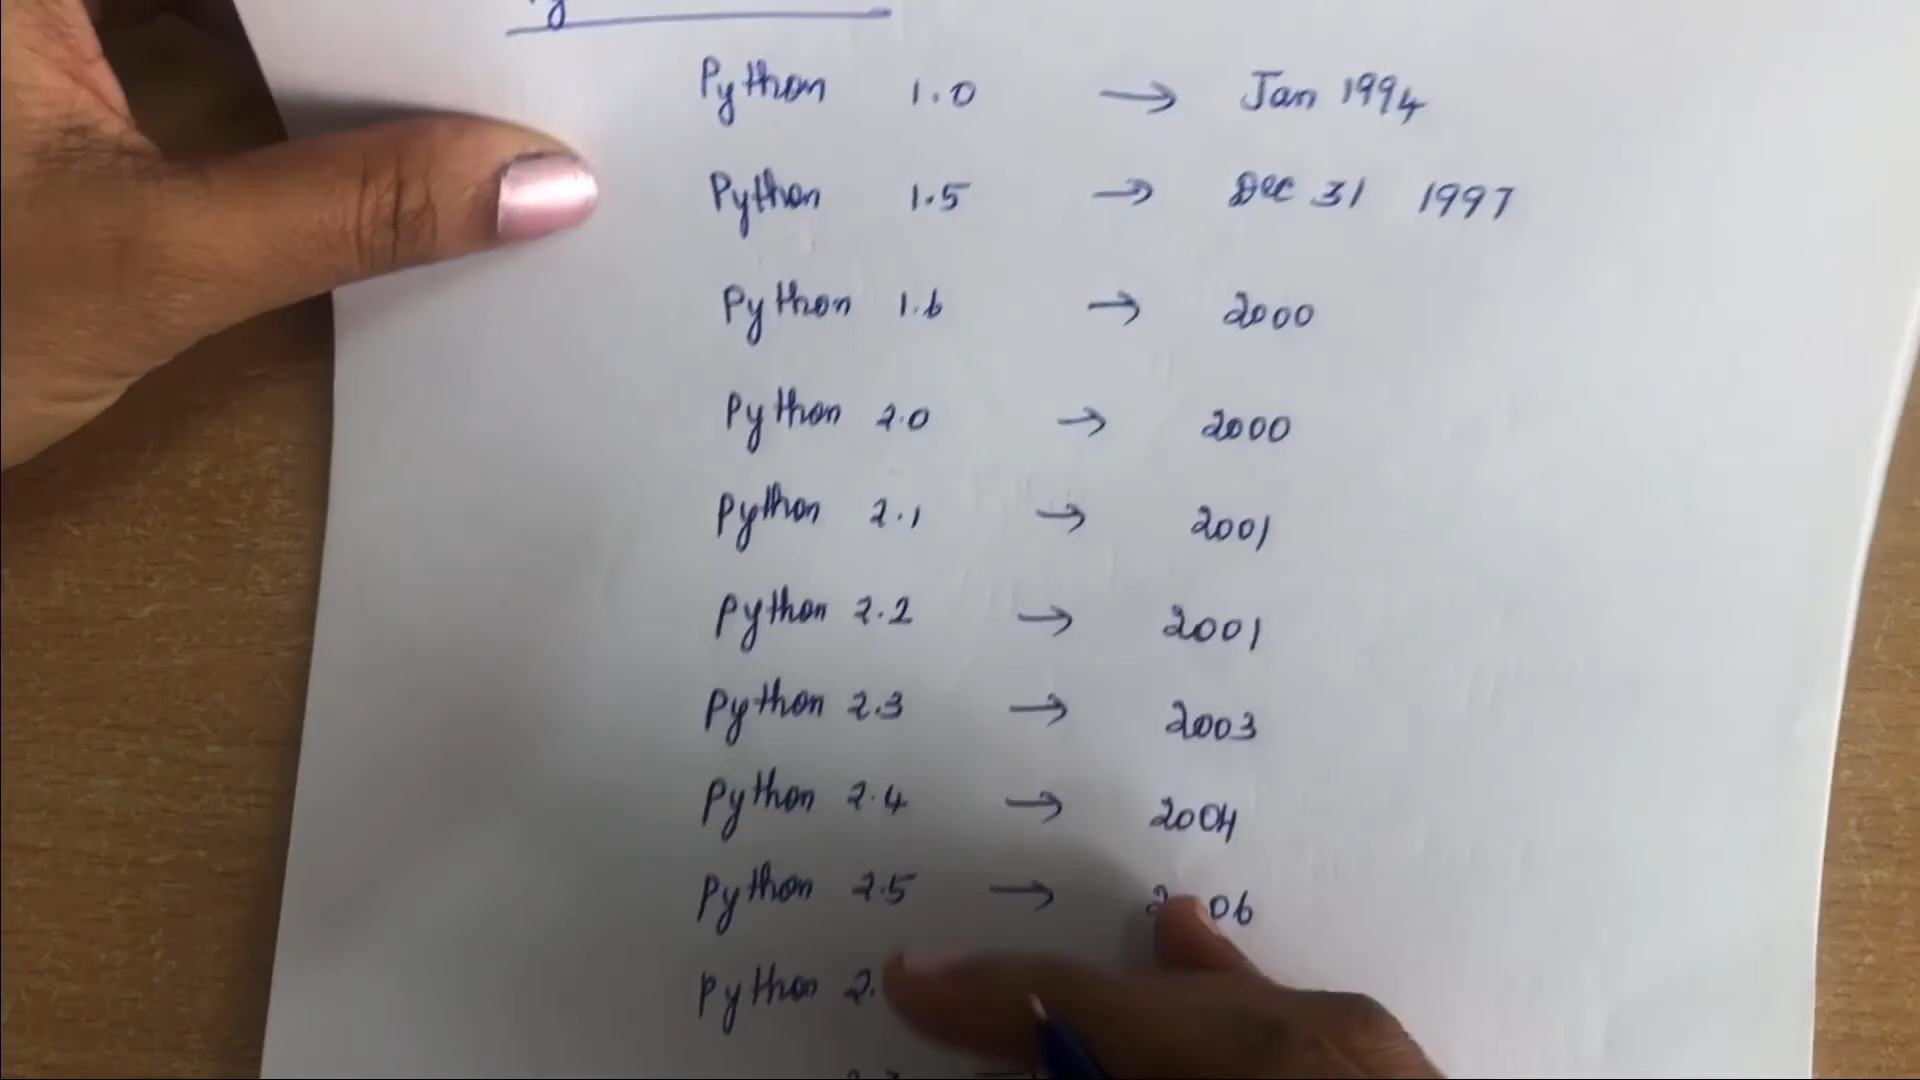 Python 1.0 → Jan 1994
Python 1.5 → Dec 31 1997
Python 1.6 → 2000
Python 2.0 → 2000
Python 2.1 → 2001
Python 2.2 → 2001
Python 2.3 → 2003
Python 2.4 → 2004
Python 2.5 → 2006
Python 2.